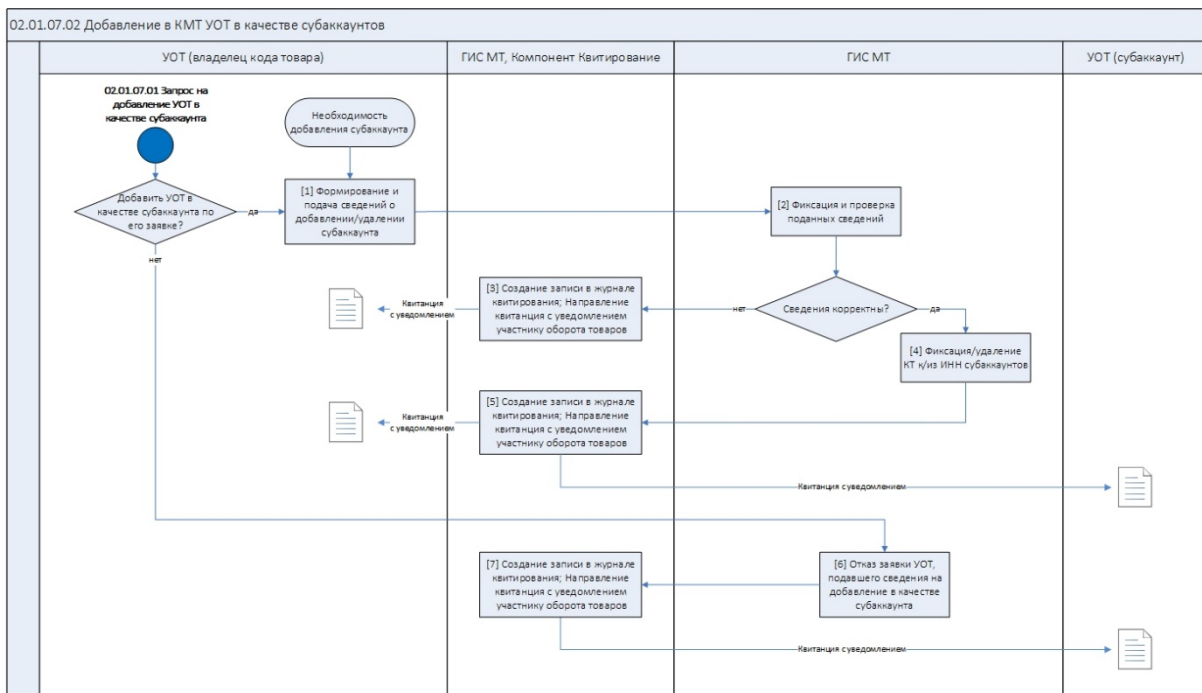 02.01.07.02 Добавление в КМТ УОТ в качестве субаккаунтов
УОТ (владелец кода товара)
ГИС МТ, Компонент Квитирование
ГИС МТ
УОТ (субаккаунт)
02.01.07.01 Запрос на
добавление УОТ в
качестве субаккаунта
Необходимость
добавления субаккаунта
Добавить УОТ в
качестве субаккаунта по
его заявке?
да
нет
[1] Формирование и
подача сведений о
добавлении/удалении
субаккаунта
[2] Фиксация и проверка
поданных сведений
Сведения корректны?
нет
да
[3] Создание записи в журнале
квитирования; Направление
квитанция с уведомлением
участнику оборота товаров
Квитанция
с уведомлением
[4] Фиксация/удаление
КТ к/из ИНН субаккаунтов
[5] Создание записи в журнале
квитирования; Направление
квитанция с уведомлением
участнику оборота товаров
Квитанция
с уведомлением
Квитанция с уведомлением
[6] Отказ заявки УОТ,
подавшего сведения на
добавление в качестве
субаккаунта
[7] Создание записи в журнале
квитирования; Направление
квитанция с уведомлением
участнику оборота товаров
Квитанция с уведомлением